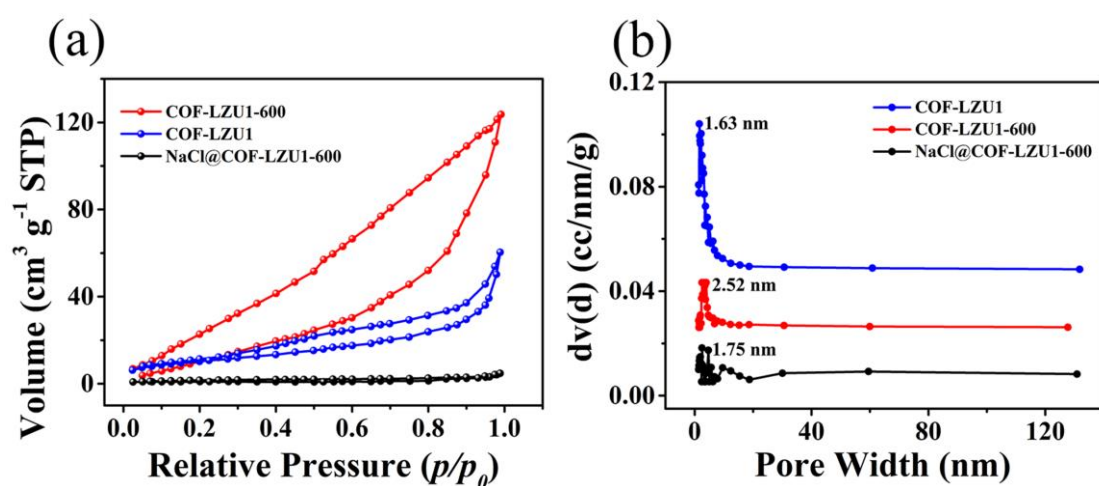 (a)
Volume (cm³ g⁻¹ STP)
120
80
40
0
COF-LZU1-600
COF-LZU1
NaCl@COF-LZU1-600
0.0 0.2 0.4 0.6 0.8 1.0
Relative Pressure (p/p₀)
(b)
dv(d) (cc/nm/g)
0.12
0.08
0.04
0.00
COF-LZU1
COF-LZU1-600
NaCl@COF-LZU1-600
1.63 nm
2.52 nm
1.75 nm
0 40 80 120
Pore Width (nm)